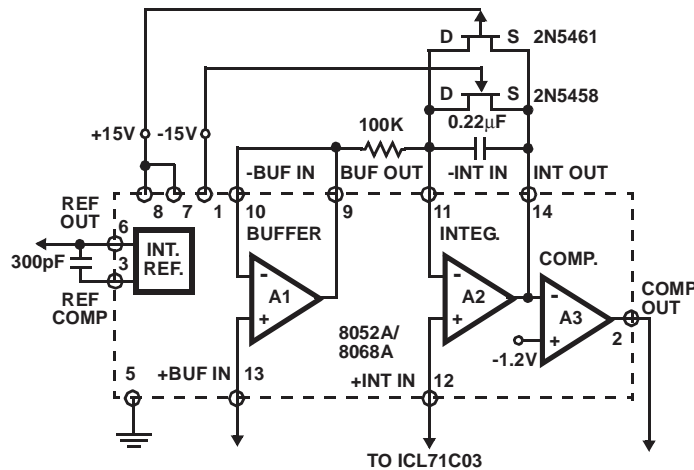 D S 2N5461
D S 2N5458
+15V -15V
100K
0.22μF
-BUF IN BUF OUT -INT IN INT OUT
REF OUT
8 7 1 10 9 11 14
6
INT. REF.
300pF
3
REF COMP
BUFFER
INTEG.
COMP.
-
A1
+
-
A2
+
-
A3
+
COMP OUT
2
-1.2V
8052A/
8068A
5
+BUF IN 13
+INT IN 12
TO ICL71C03